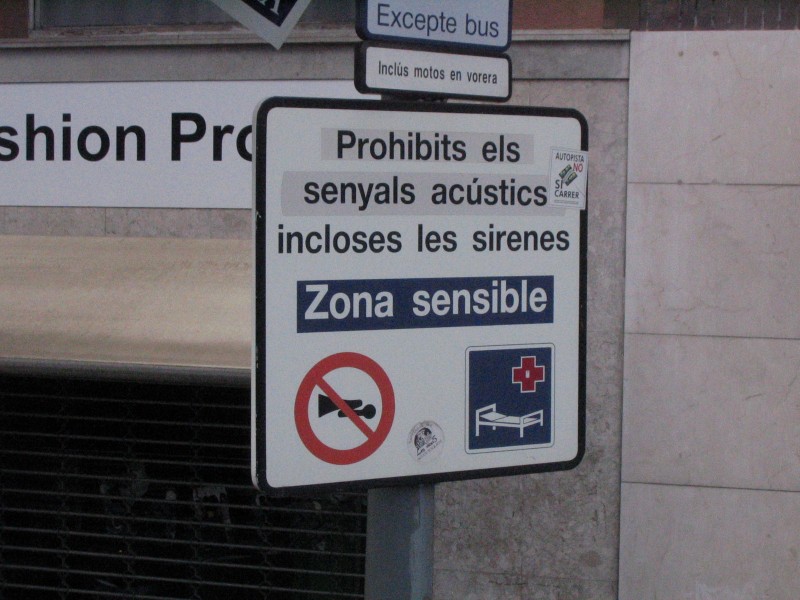 Excepte bus
Inclús motos en vorera
shion Pro
Prohibits els
senyals acústics
incloses les sirenes
AUTOPISTA
NO
SÍ
CARRER
Zona sensible